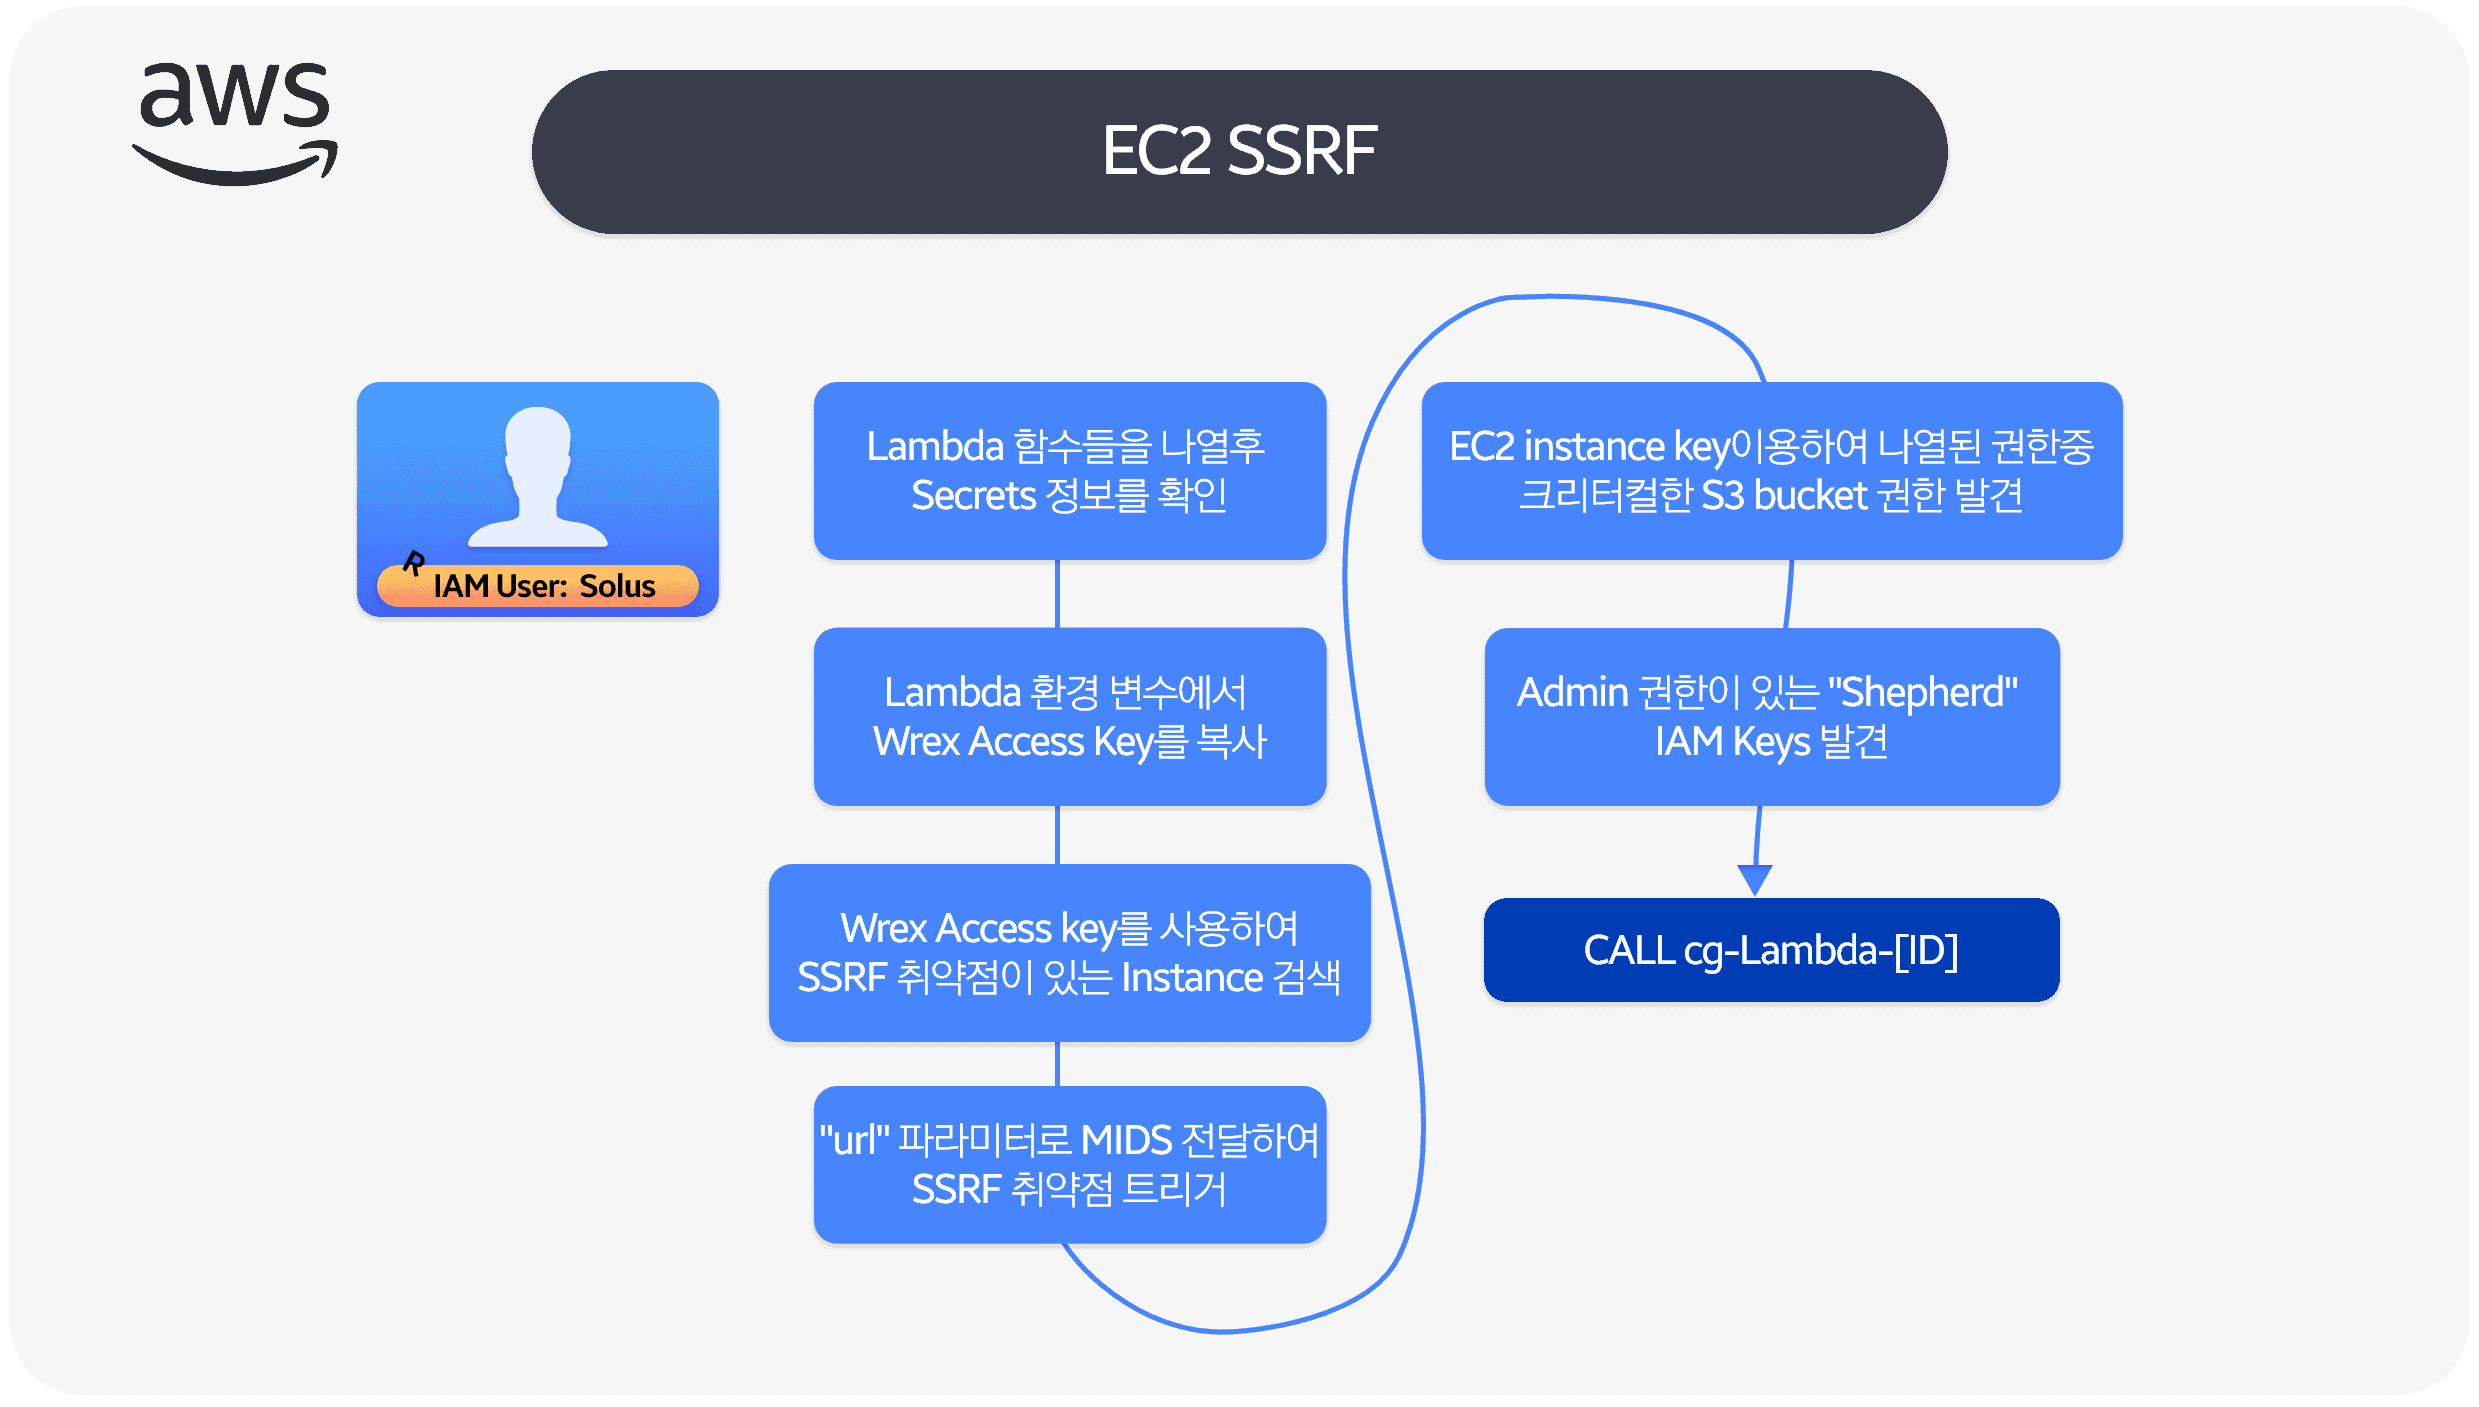 aws
EC2 SSRF
R
IAM User: Solus
Lambda 함수들을 나열후
Secrets 정보를 확인
Lambda 환경 변수에서
Wrex Access Key를 복사
Wrex Access key를 사용하여
SSRF 취약점이 있는 Instance 검색
"url" 파라미터로 MIDS 전달하여
SSRF 취약점 트리거
EC2 instance key이용하여 나열된 권한중
크리터컬한 S3 bucket 권한 발견
Admin 권한이 있는 "Shepherd"
IAM Keys 발견
CALL cg-Lambda-[ID]